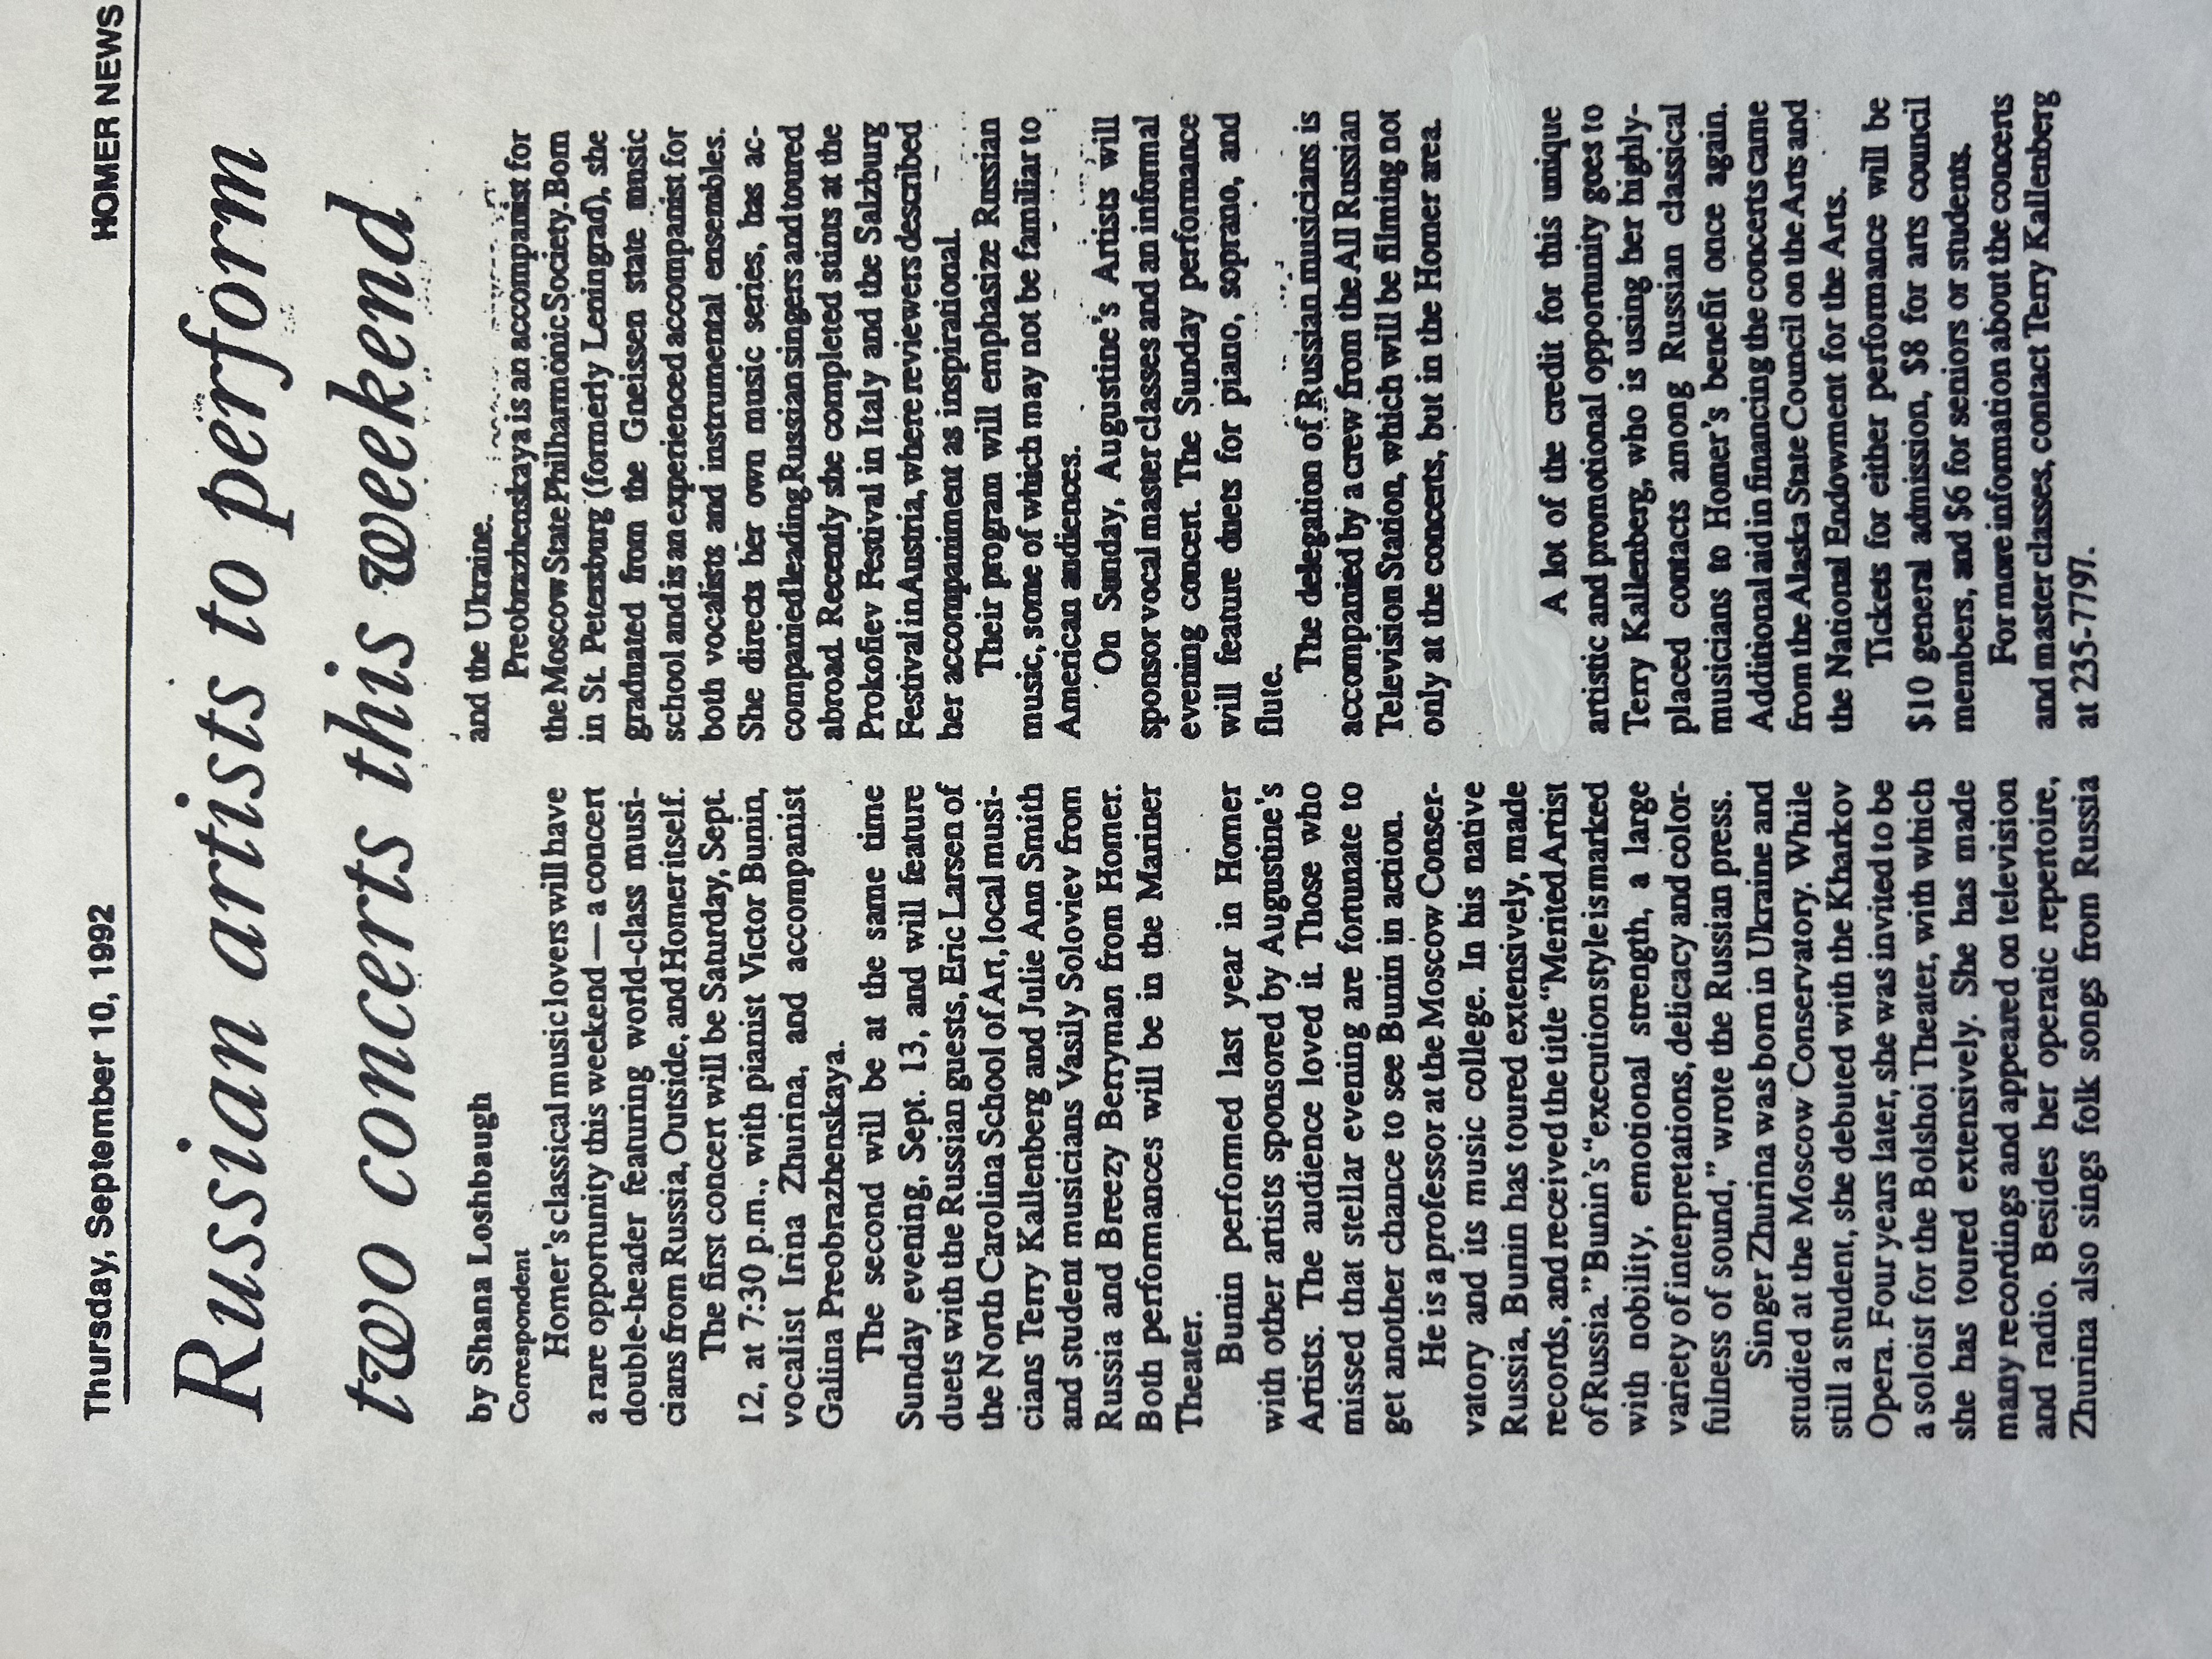 Thursday, September 10, 1992
HOMER NEWS
Russian artists to perform
two concerts this weekend
by Shana Loshbaugh
Correspondent
Homer's classical music lovers will have
a rare opportunity this weekend — a concert
double-header featuring world-class musi-
cians from Russia, Outside, and Homer itself.
The first concert will be Saturday, Sept.
12, at 7:30 p.m., with pianist Victor Bunin,
vocalist Irina Zhurina, and accompanist
Galina Preobrazhenskaya.
The second will be at the same time
Sunday evening, Sept. 13, and will feature
duets with the Russian guests, Eric Larsen of
the North Carolina School of Art, local musi-
cians Terry Kallenberg and Julie Ann Smith
and student musicians Vasily Soloviev from
Russia and Breezy Berryman from Homer.
Both performances will be in the Mariner
Theater.
Bunin performed last year in Homer
with other artists sponsored by Augustine's
Artists. The audience loved it. Those who
missed that stellar evening are fortunate to
get another chance to see Bunin in action.
He is a professor at the Moscow Conser-
vatory and its music college. In his native
Russia, Bunin has toured extensively, made
records, and received the title "Merited Artist
of Russia." Bunin's "execution style is marked
with nobility, emotional strength, a large
variety of interpretations, delicacy and color-
fulness of sound," wrote the Russian press.
Singer Zhurina was born in Ukraine and
studied at the Moscow Conservatory. While
still a student, she debuted with the Kharkov
Opera. Four years later, she was invited to be
a soloist for the Bolshoi Theater, with which
she has toured extensively. She has made
many recordings and appeared on television
and radio. Besides her operatic repertoire,
Zhurina also sings folk songs from Russia
and the Ukraine.
Preobrazhenskaya is an accompanist for
the Moscow State Philharmonic Society. Born
in St. Petersburg (formerly Leningrad), she
graduated from the Gneissen state music
school and is an experienced accompanist for
both vocalists and instrumental ensembles.
She directs her own music series, has ac-
companied leading Russian singers and toured
abroad. Recently she completed stints at the
Prokofiev Festival in Italy and the Salzburg
Festival in Austria, where reviewers described
her accompaniment as inspirational.
Their program will emphasize Russian
music, some of which may not be familiar to
American audiences.
On Sunday, Augustine's Artists will
sponsor vocal master classes and an informal
evening concert. The Sunday performance
will feature duets for piano, soprano, and
flute.
The delegation of Russian musicians is
accompanied by a crew from the All Russian
Television Station, which will be filming not
only at the concerts, but in the Homer area.
A lot of the credit for this unique
artistic and promotional opportunity goes to
Terry Kallenberg, who is using her highly-
placed contacts among Russian classical
musicians to Homer's benefit once again.
Additional aid in financing the concerts came
from the Alaska State Council on the Arts and
the National Endowment for the Arts.
Tickets for either performance will be
$10 general admission, $8 for arts council
members, and $6 for seniors or students.
For more infomation about the concerts
and master classes, contact Terry Kallenberg
at 235-7797.